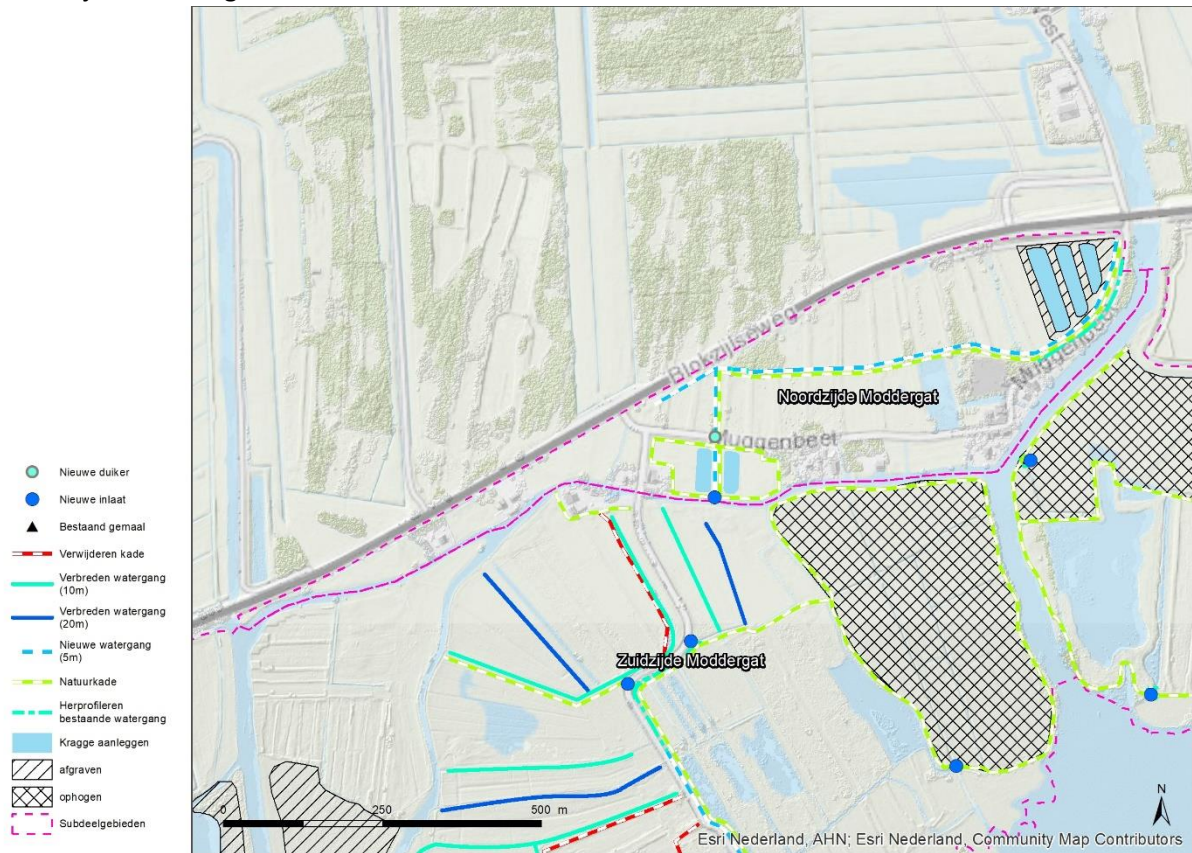 West
Blokzijlseweg
Muggenbeet
Noordzijde Moddergat
Muggenbeet
Zuidzijde Moddergat
Nieuwe duiker
Nieuwe inlaat
Bestaand gemaal
Verwijderen kade
Verbreden watergang
(10m)
Verbreden watergang
(20m)
Nieuwe watergang
(5m)
Natuurkade
Herprofileren
bestaande watergang
Kragge aanleggen
afgraven
ophogen
Subdeelgebieden
0 250 500 m
N
Esri Nederland, AHN; Esri Nederland, Community Map Contributors